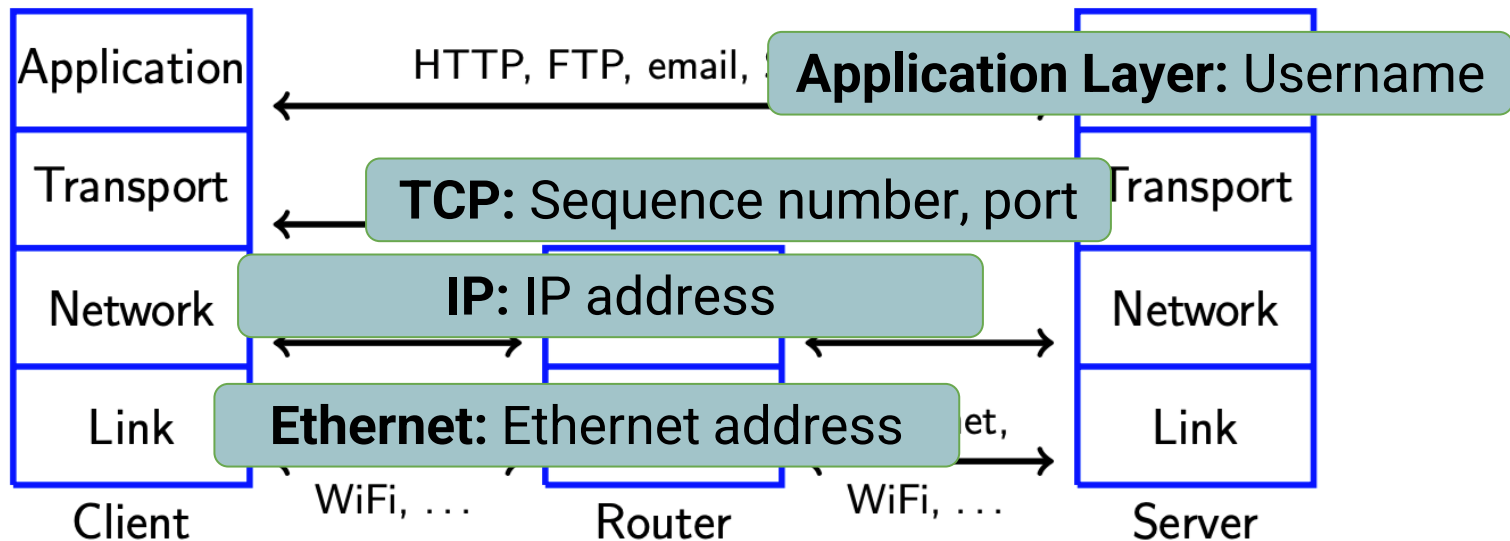 Application
HTTP, FTP, email,
Application Layer: Username
Transport
TCP: Sequence number, port
Transport
Network
IP: IP address
Network
Link
Ethernet: Ethernet address
Link
WiFi, ...
WiFi, ...
Client
Router
Server